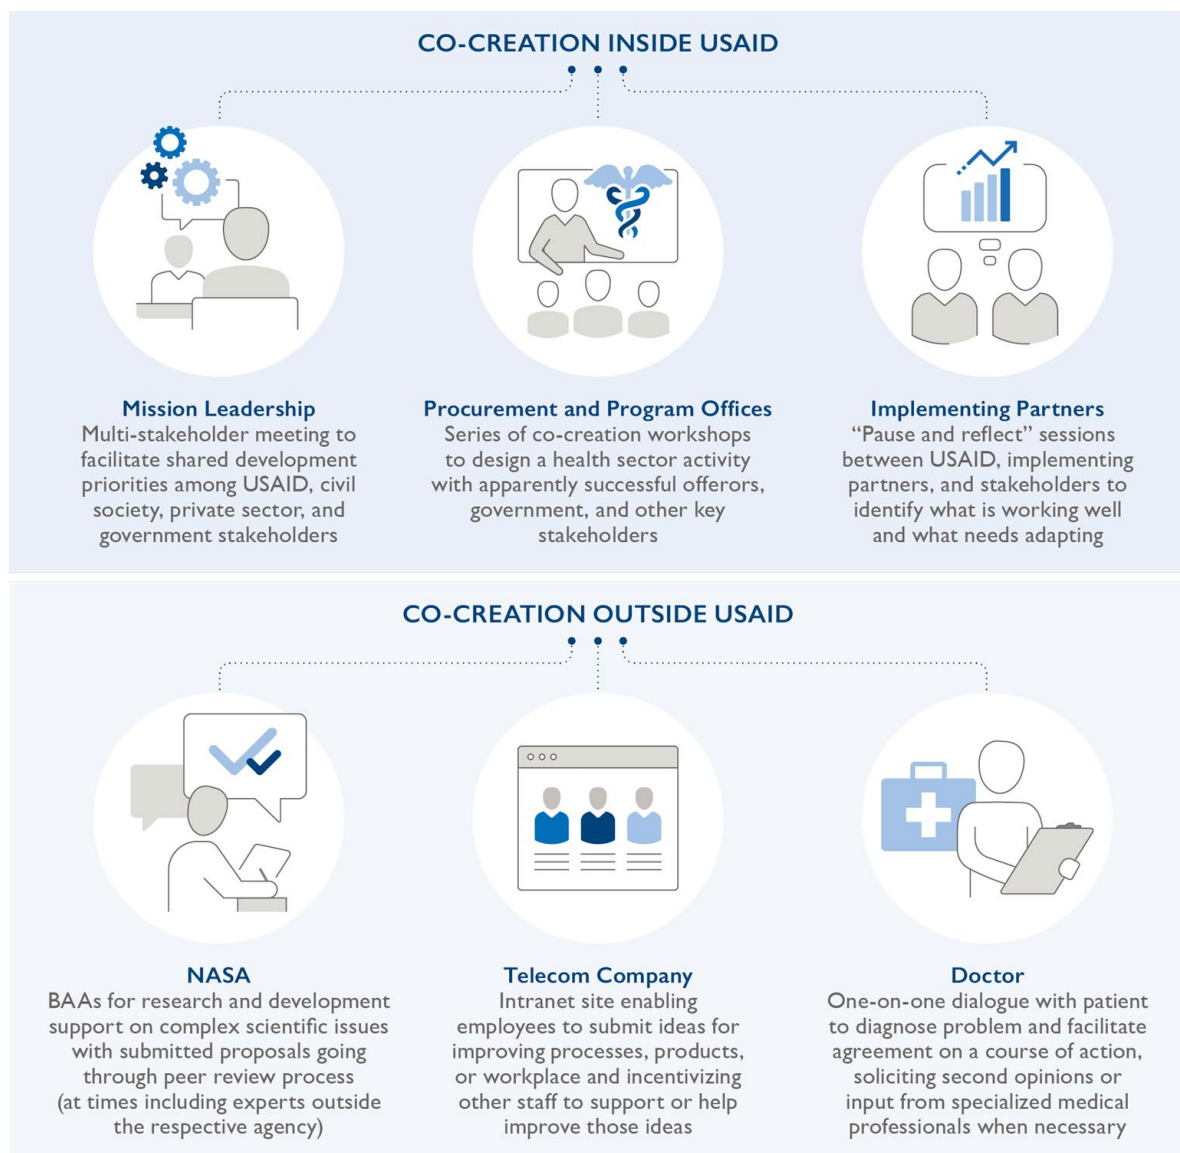 CO-CREATION INSIDE USAID
Mission Leadership
Multi-stakeholder meeting to
facilitate shared development
priorities among USAID, civil
society, private sector, and
government stakeholders
Procurement and Program Offices
Series of co-creation workshops
to design a health sector activity
with apparently successful offerors,
government, and other key
stakeholders
Implementing Partners
“Pause and reflect” sessions
between USAID, implementing
partners, and stakeholders to
identify what is working well
and what needs adapting
CO-CREATION OUTSIDE USAID
NASA
BAAs for research and development
support on complex scientific issues
with submitted proposals going
through peer review process
(at times including experts outside
the respective agency)
Telecom Company
Intranet site enabling
employees to submit ideas for
improving processes, products,
or workplace and incentivizing
other staff to support or help
improve those ideas
Doctor
One-on-one dialogue with patient
to diagnose problem and facilitate
agreement on a course of action,
soliciting second opinions or
input from specialized medical
professionals when necessary